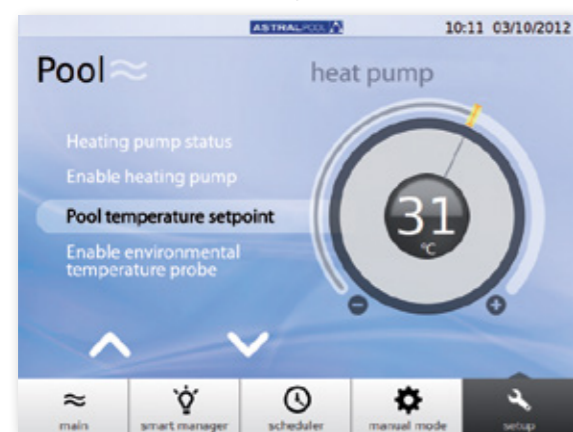 ASTRALPOOL
10:11 03/10/2012
Pool
heat pump
Heating pump status
Enable heating pump
Pool temperature setpoint
Enable environmental
temperature probe
31
°C
main
smart manager
scheduler
manual mode
setup